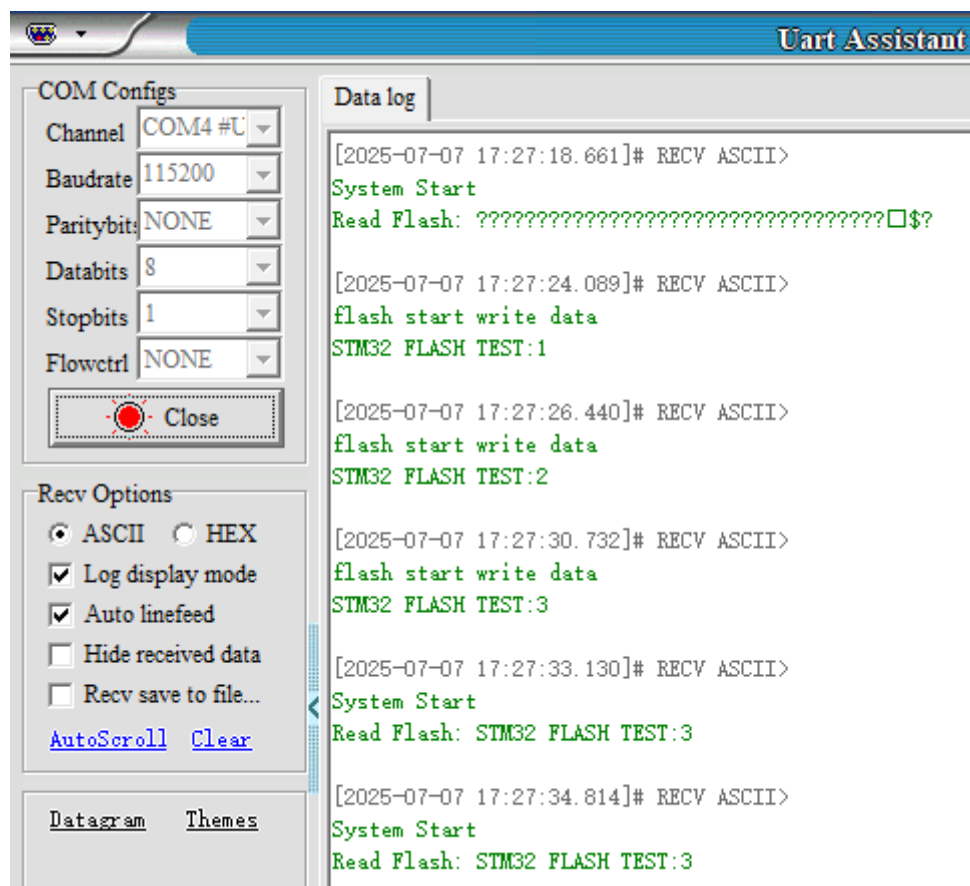 Uart Assistant
COM Configs
Channel COM4 #U
Baudrate 115200
Paritybit: NONE
Databits 8
Stopbits 1
Flowctrl NONE
Close
Recv Options
ASCII HEX
Log display mode
Auto linefeed
Hide received data
Recv save to file...
AutoScroll Clear
Datagram Themes
Data log
[2025-07-07 17:27:18.661]# RECV ASCII>
System Start
Read Flash: ??????????????????????????????????□$?
[2025-07-07 17:27:24.089]# RECV ASCII>
flash start write data
STM32 FLASH TEST:1
[2025-07-07 17:27:26.440]# RECV ASCII>
flash start write data
STM32 FLASH TEST:2
[2025-07-07 17:27:30.732]# RECV ASCII>
flash start write data
STM32 FLASH TEST:3
[2025-07-07 17:27:33.130]# RECV ASCII>
System Start
Read Flash: STM32 FLASH TEST:3
[2025-07-07 17:27:34.814]# RECV ASCII>
System Start
Read Flash: STM32 FLASH TEST:3